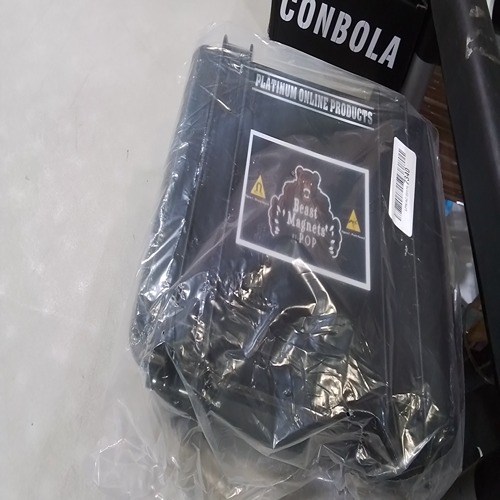 CONBOLA
PLATINUM ONLINE PRODUCTS
Beast
Magnets
POP